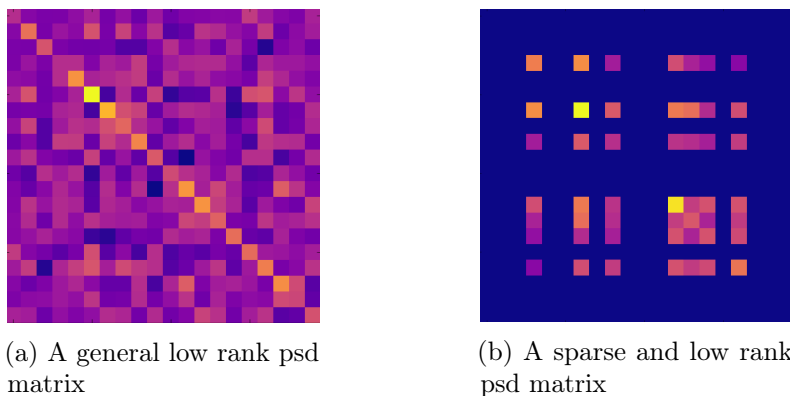 (a) A general low rank psd
matrix
(b) A sparse and low rank
psd matrix